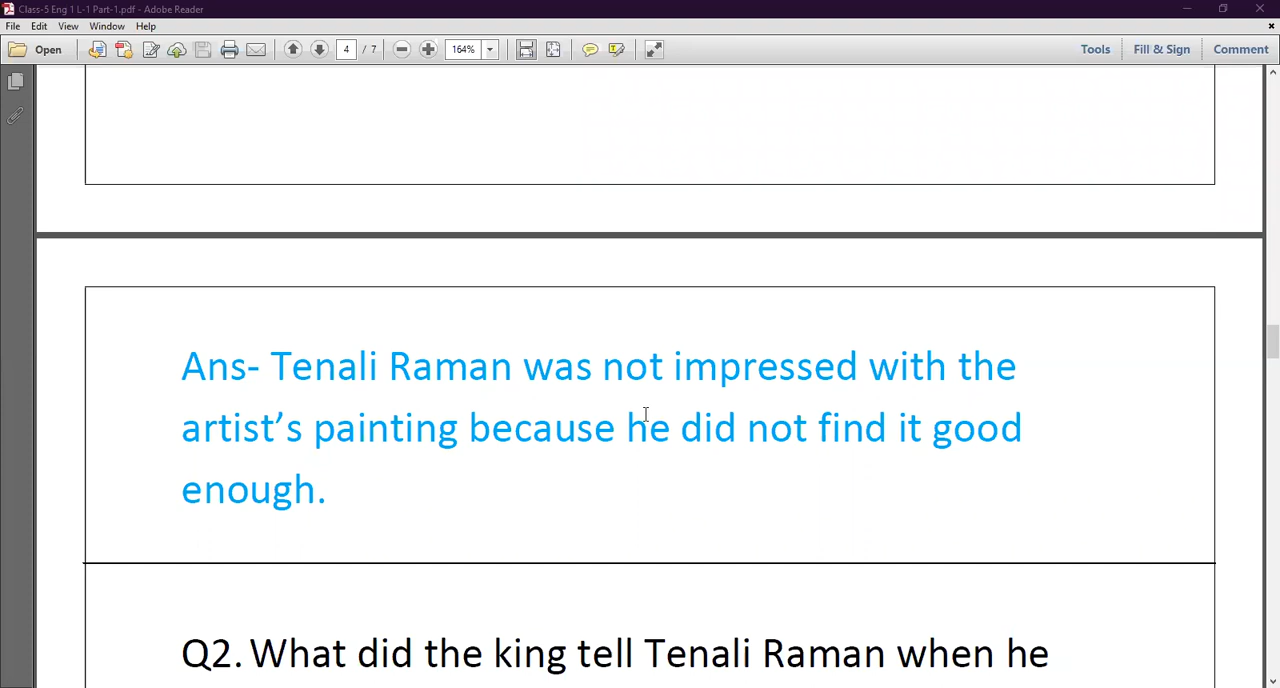 Class-5 Eng 1 L-1 Part-1.pdf - Adobe Reader
File Edit View Window Help
Open 4 / 7 164% Tools Fill & Sign Comment
Ans- Tenali Raman was not impressed with the
artist’s painting because he did not find it good
enough.
Q2. What did the king tell Tenali Raman when he